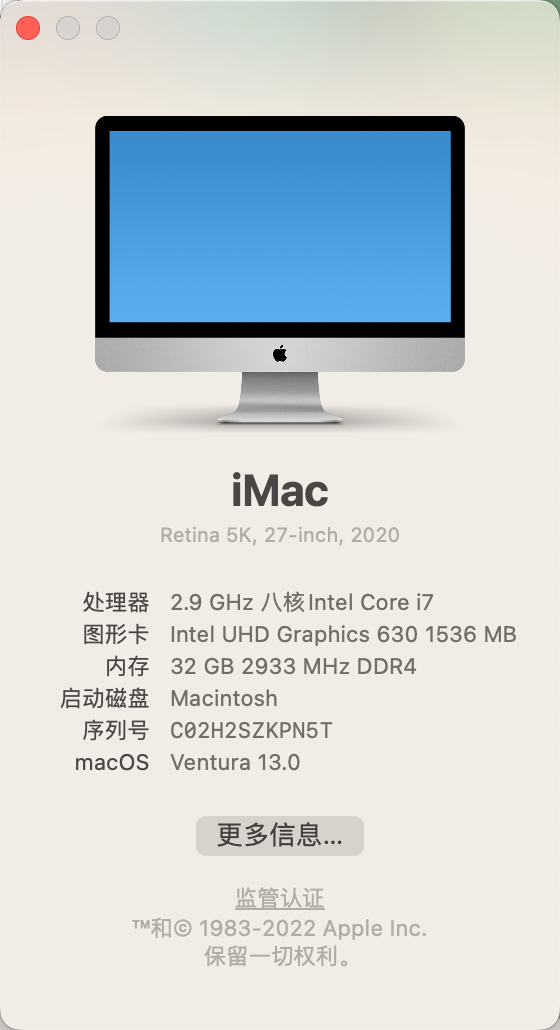 iMac
Retina 5K, 27-inch, 2020
处理器 2.9 GHz 八核Intel Core i7
图形卡 Intel UHD Graphics 630 1536 MB
内存 32 GB 2933 MHz DDR4
启动磁盘 Macintosh
序列号 C02H2SZKPN5T
macOS Ventura 13.0
更多信息...
监管认证
™和© 1983-2022 Apple Inc.
保留一切权利。